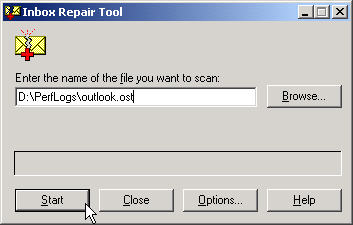 Inbox Repair Tool
Enter the name of the file you want to scan:
D:\PerfLogs\outlook.ost
Browse...
Start
Close
Options...
Help